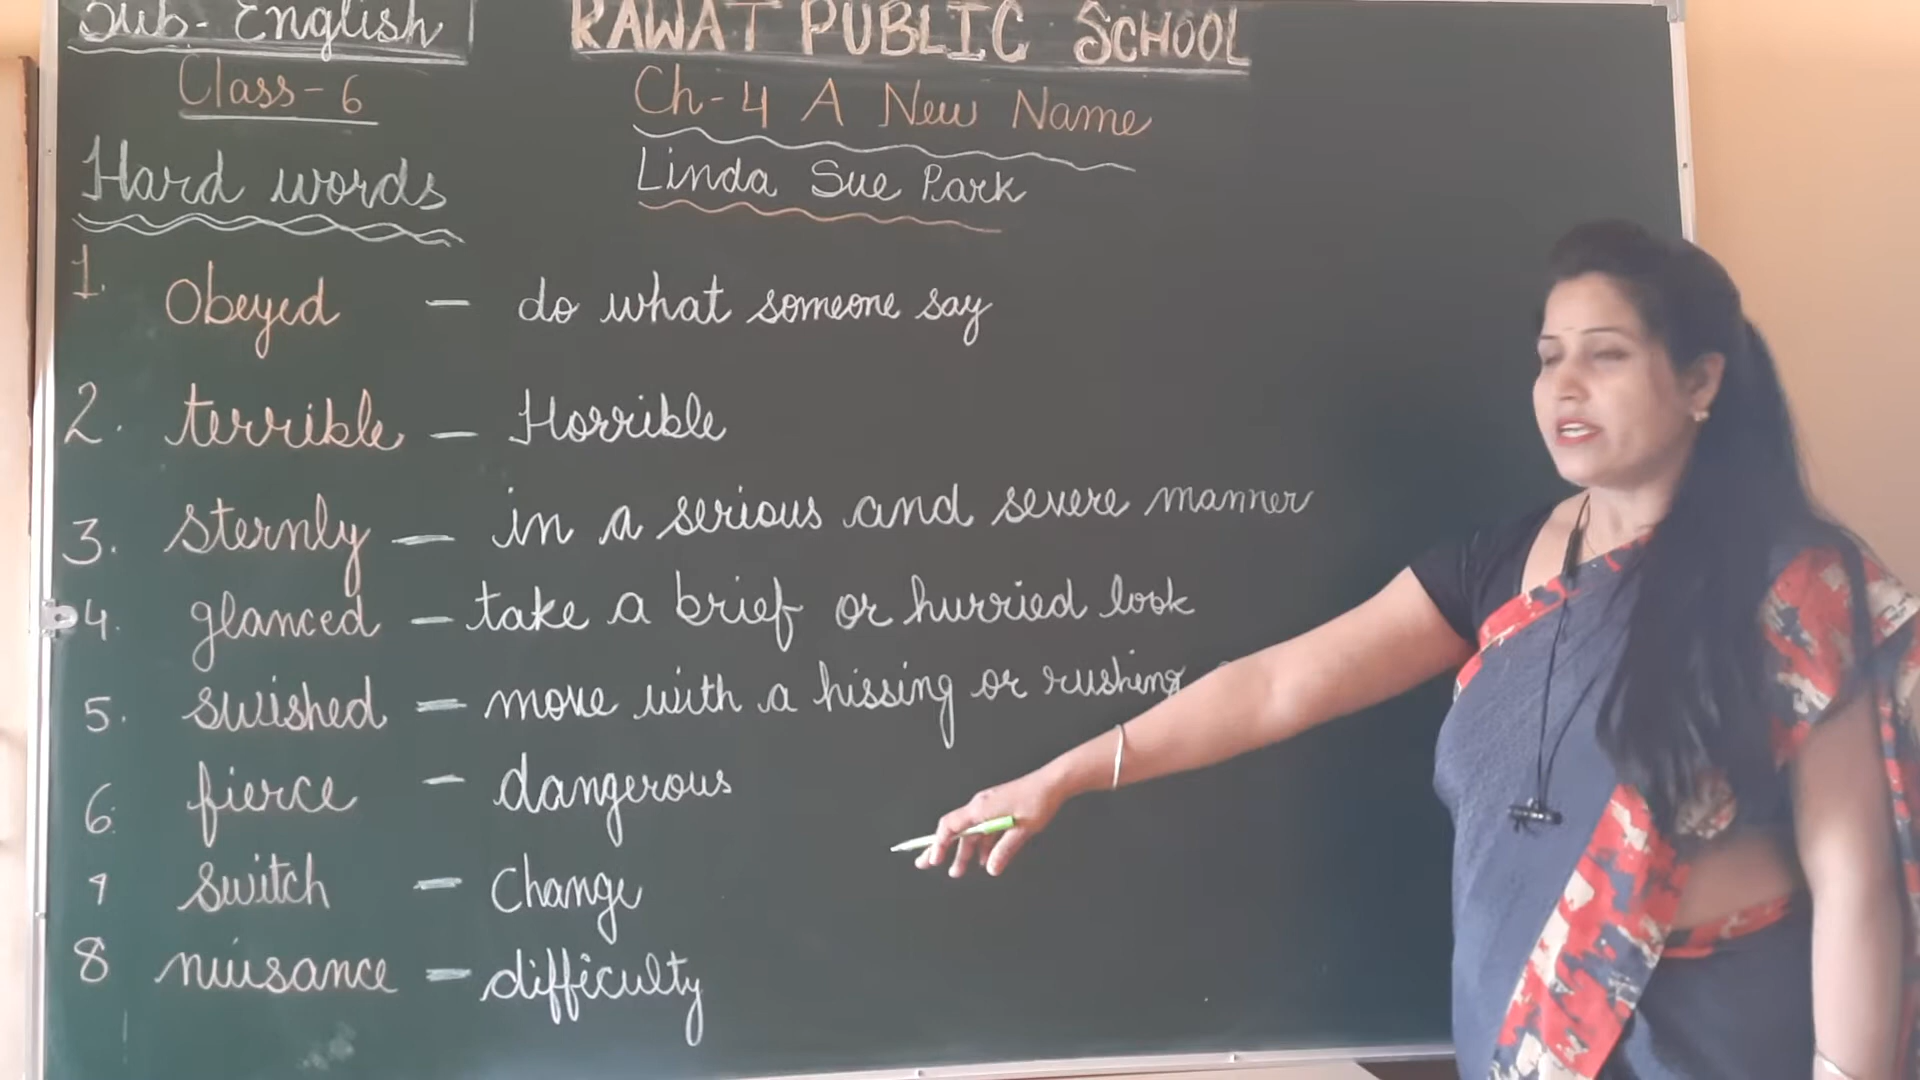 Sub- English
RAWAT PUBLIC SCHOOL
Class-6
Ch-4 A New Name
Hard words
Linda Sue Park
1. Obeyed - do what someone say
2. terrible - Horrible
3. sternly - in a serious and severe manner
4. glanced - take a brief or hurried look
5. swished - move with a hissing or rushing
6. fierce - dangerous
7 switch - Change
8 nuisance - difficulty